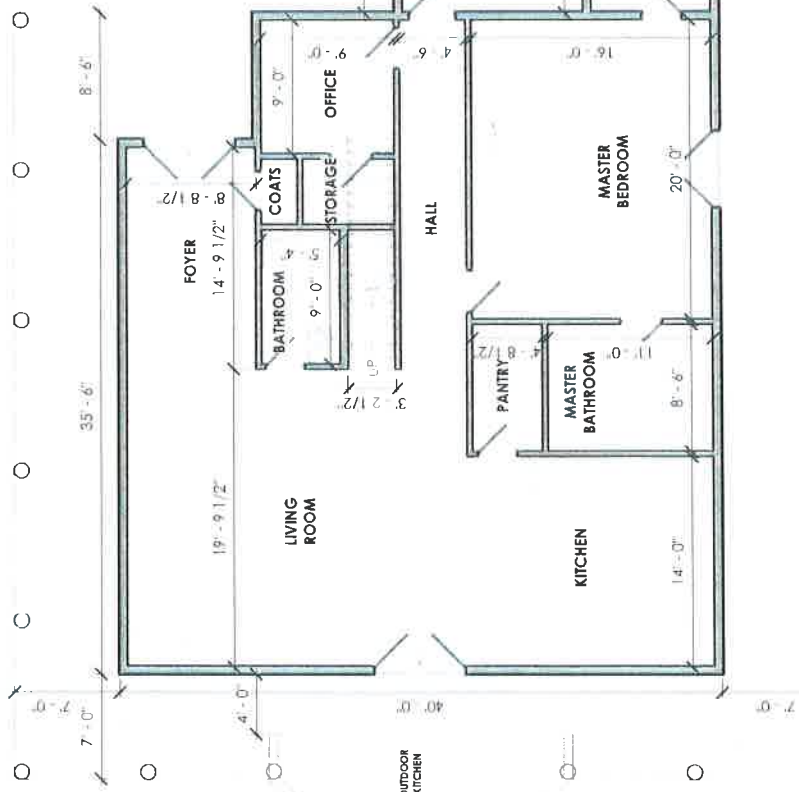 9' - 0"
4' 6"
16' - 0"
8' - 6"
9' - 0"
OFFICE
MASTER
BEDROOM
20' - 0"
COATS
STORAGE
8' - 8 1/2"
HALL
FOYER
14' - 9 1/2"
5' - 4"
BATHROOM
9' - 0"
4' - 8 1/2"
11' - 0"
UP
PANTRY
MASTER
BATHROOM
8' - 6"
3' - 2 1/2"
35' - 6"
19' - 9 1/2"
LIVING
ROOM
KITCHEN
14' - 0"
7' - 0"
4' - 0"
40' 0"
7' - 0"
7' - 0"
UTDOOR
ITCHEN